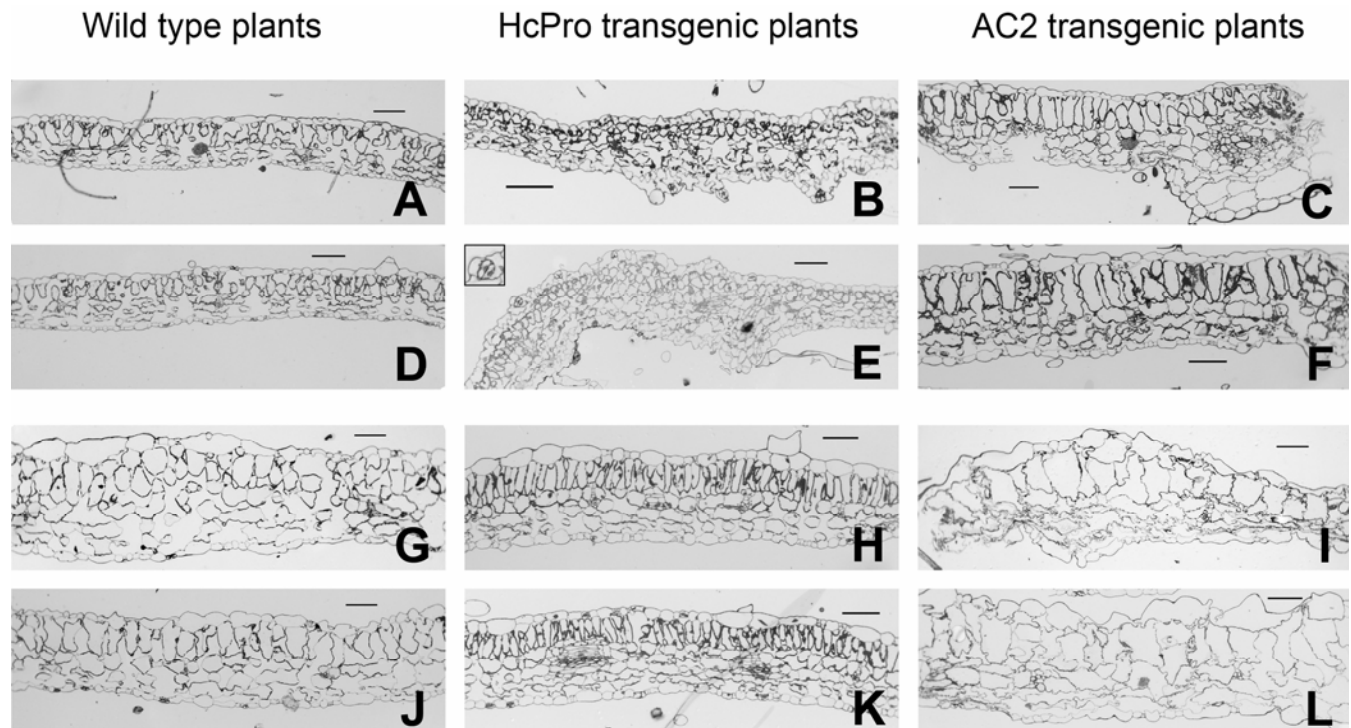 Wild type plants HcPro transgenic plants AC2 transgenic plants
A B C
D E F
G H I
J K L